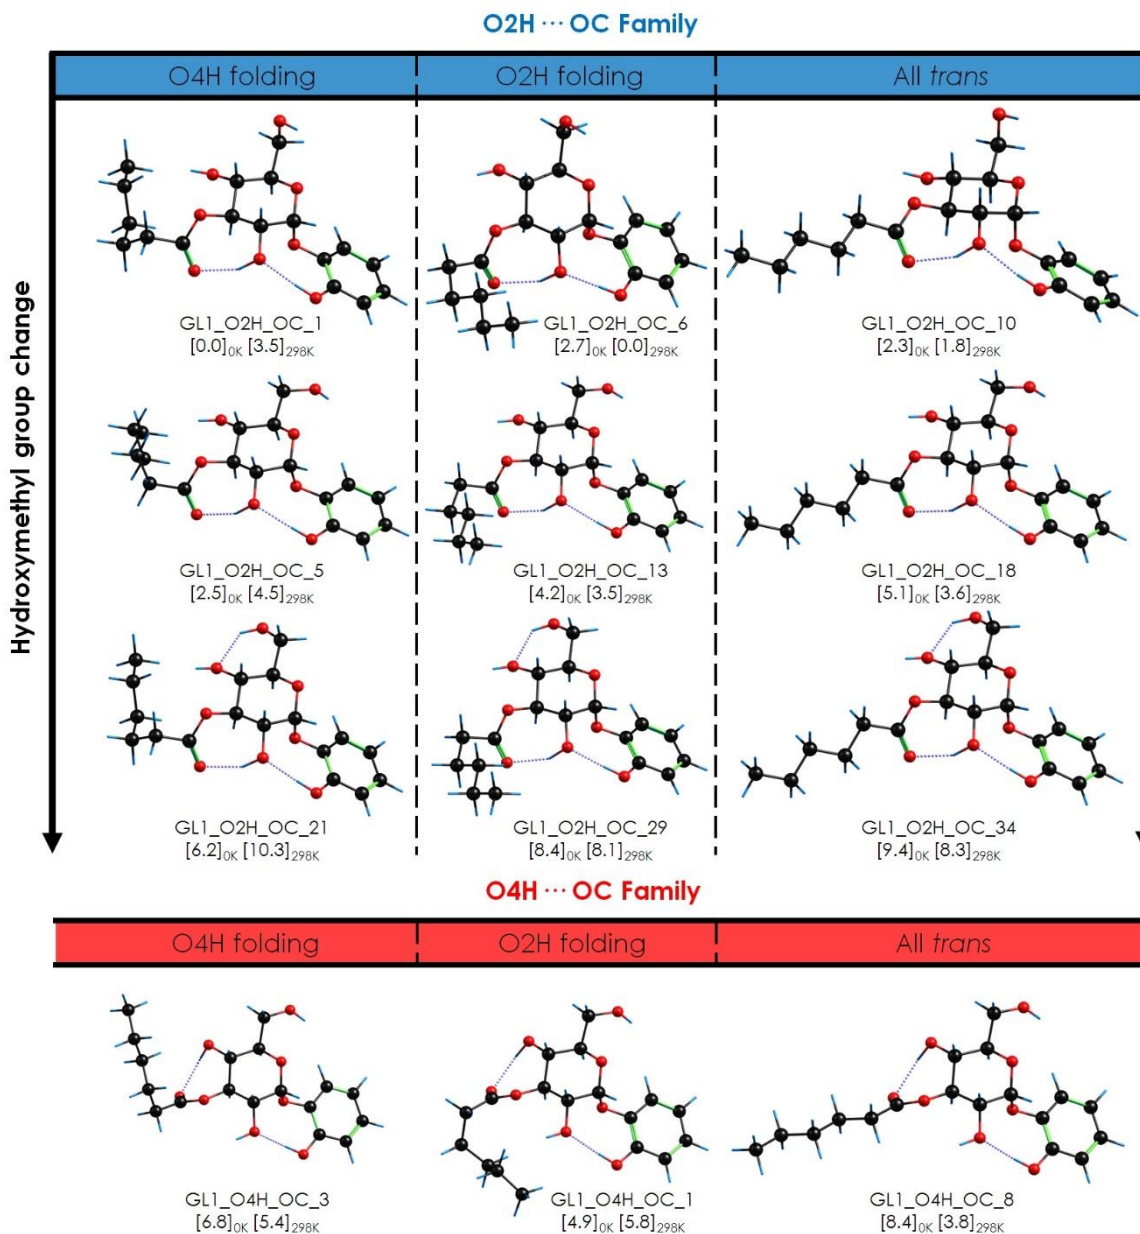 O2H ··· OC Family
O4H folding
O2H folding
All trans
Hydroxymethyl group change
GL1_O2H_OC_1
[0.0]0K [3.5]298K
GL1_O2H_OC_6
[2.7]0K [0.0]298K
GL1_O2H_OC_10
[2.3]0K [1.8]298K
GL1_O2H_OC_5
[2.5]0K [4.5]298K
GL1_O2H_OC_13
[4.2]0K [3.5]298K
GL1_O2H_OC_18
[5.1]0K [3.6]298K
GL1_O2H_OC_21
[6.2]0K [10.3]298K
GL1_O2H_OC_29
[8.4]0K [8.1]298K
GL1_O2H_OC_34
[9.4]0K [8.3]298K
O4H ··· OC Family
O4H folding
O2H folding
All trans
GL1_O4H_OC_3
[6.8]0K [5.4]298K
GL1_O4H_OC_1
[4.9]0K [5.8]298K
GL1_O4H_OC_8
[8.4]0K [3.8]298K